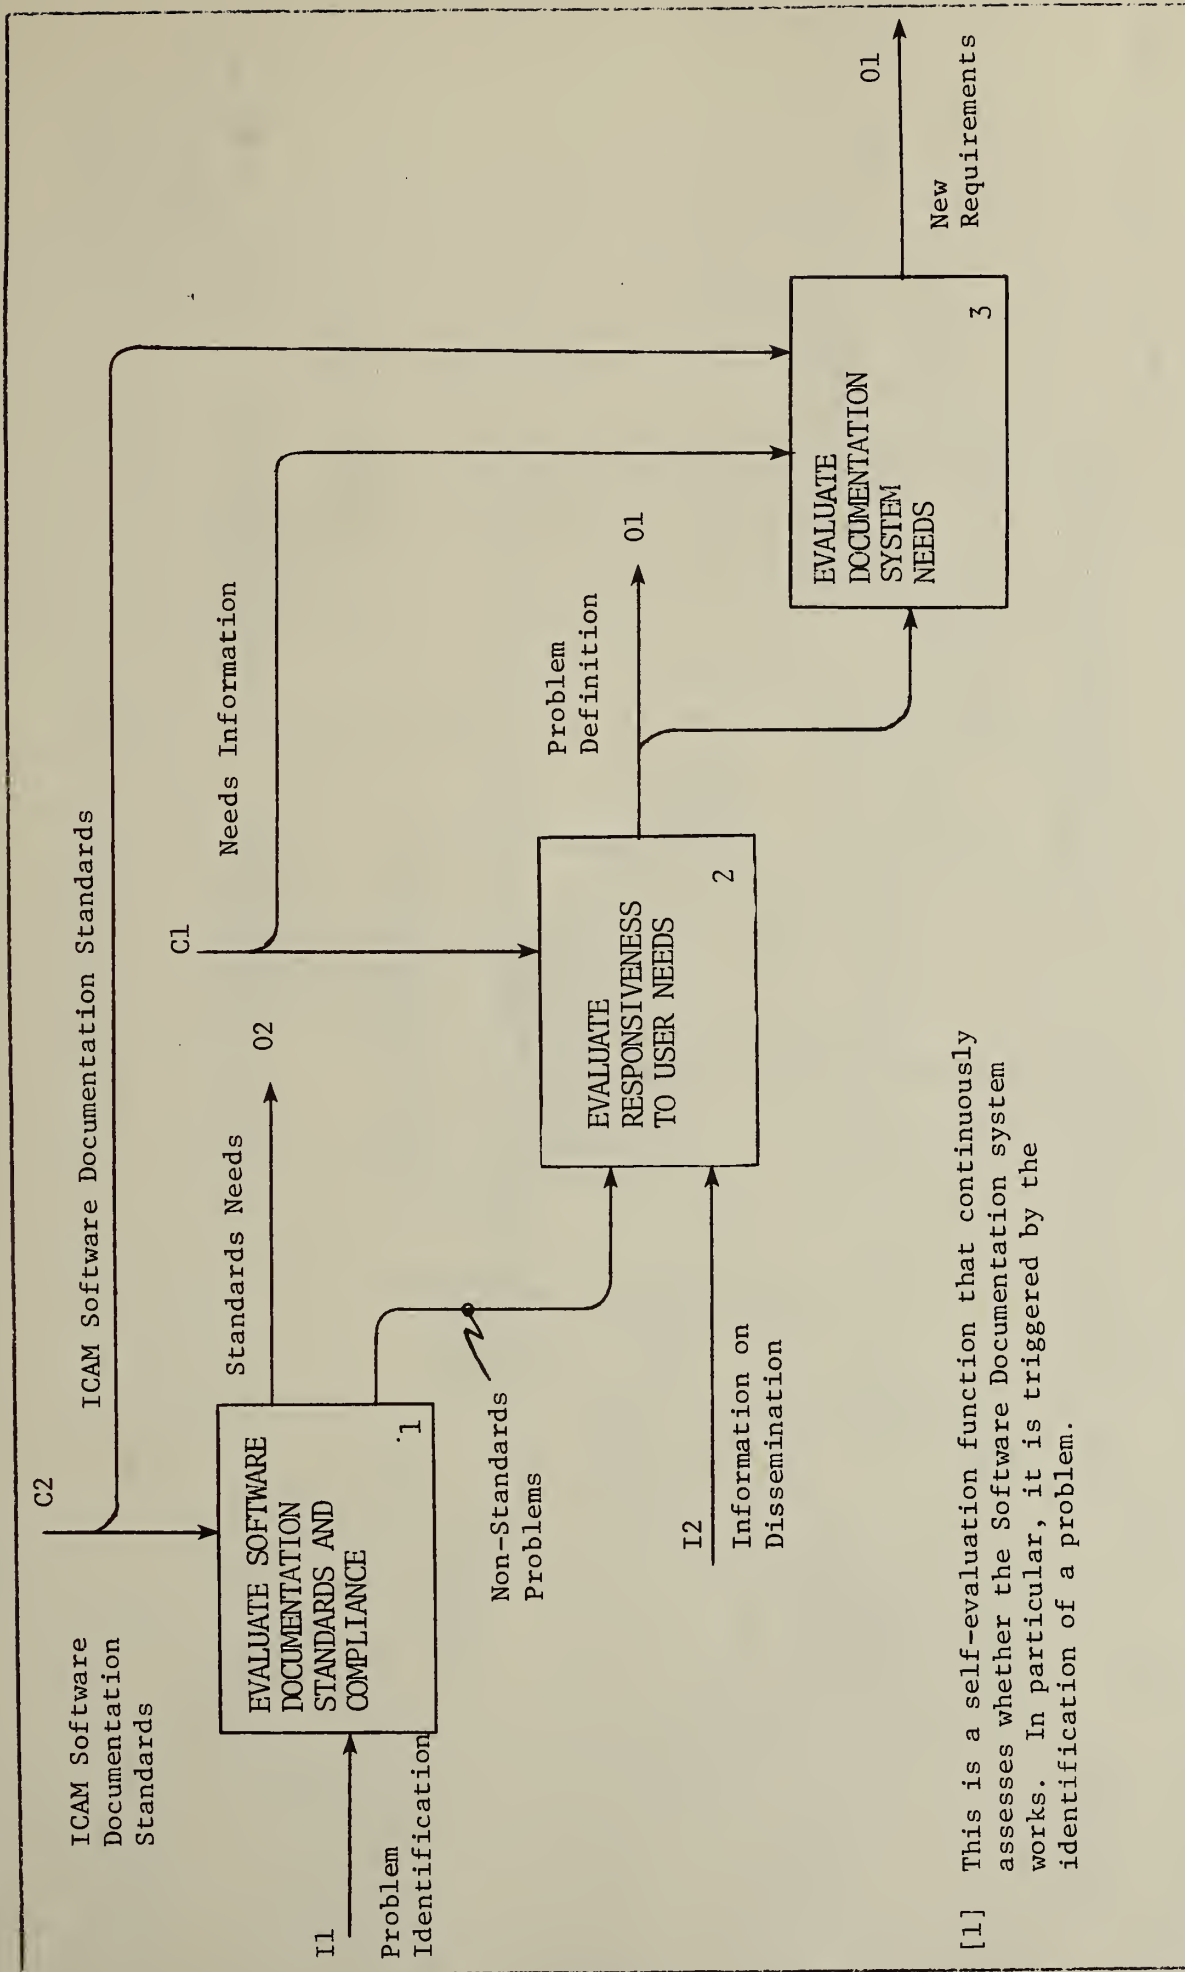 C2
ICAM Software
Documentation
Standards
ICAM Software Documentation Standards
I1
Problem
Identification
EVALUATE SOFTWARE
DOCUMENTATION
STANDARDS AND
COMPLIANCE
1
Standards Needs
O2
Non-Standards
Problems
C1
Needs Information
I2
Information on
Dissemination
EVALUATE
RESPONSIVENESS
TO USER NEEDS
2
Problem
Definition
O1
EVALUATE
DOCUMENTATION
SYSTEM
NEEDS
3
O1
New
Requirements
[1] This is a self-evaluation function that continuously
assesses whether the Software Documentation system
works. In particular, it is triggered by the
identification of a problem.